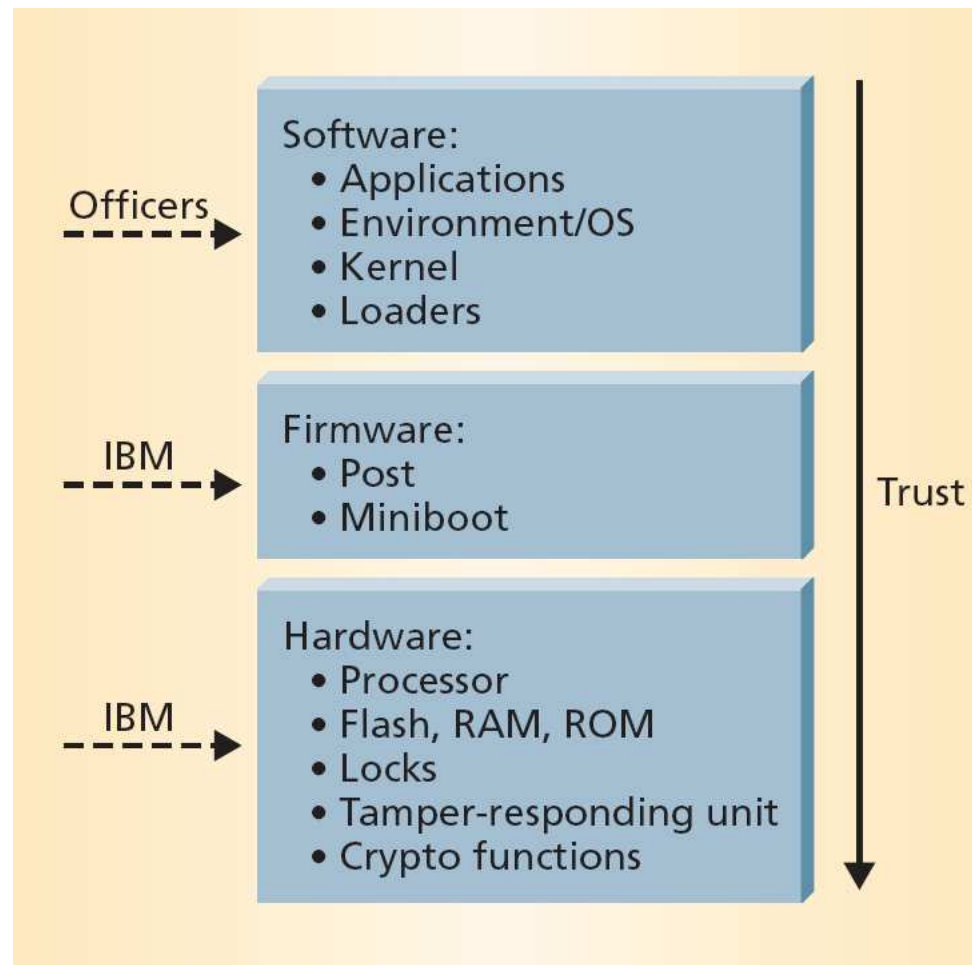 Officers
Software:
• Applications
• Environment/OS
• Kernel
• Loaders
IBM
Firmware:
• Post
• Miniboot
Trust
IBM
Hardware:
• Processor
• Flash, RAM, ROM
• Locks
• Tamper-responding unit
• Crypto functions